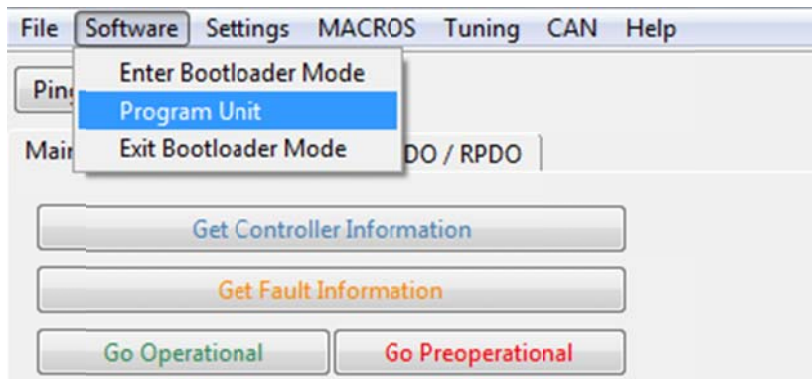 File Software Settings MACROS Tuning CAN Help
Enter Bootloader Mode
Program Unit
Exit Bootloader Mode
DO / RPDO
Get Controller Information
Get Fault Information
Go Operational Go Preoperational